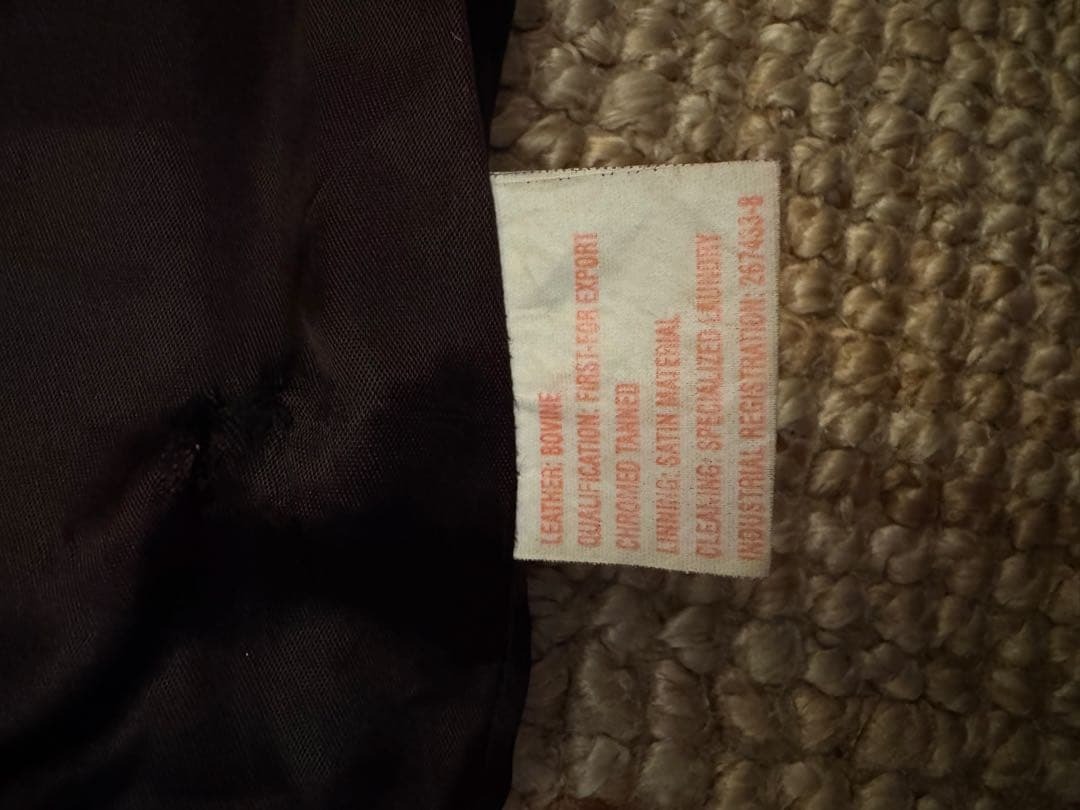 LEATHER: BOVINE
QUALIFICATION: FIRST-FOR EXPORT
CHROMED TANNED
LINNING: SATIN MATERIAL
CLEANING: SPECIALIZED LAUNDRY
INDUSTRIAL REGISTRATION: 267433-8